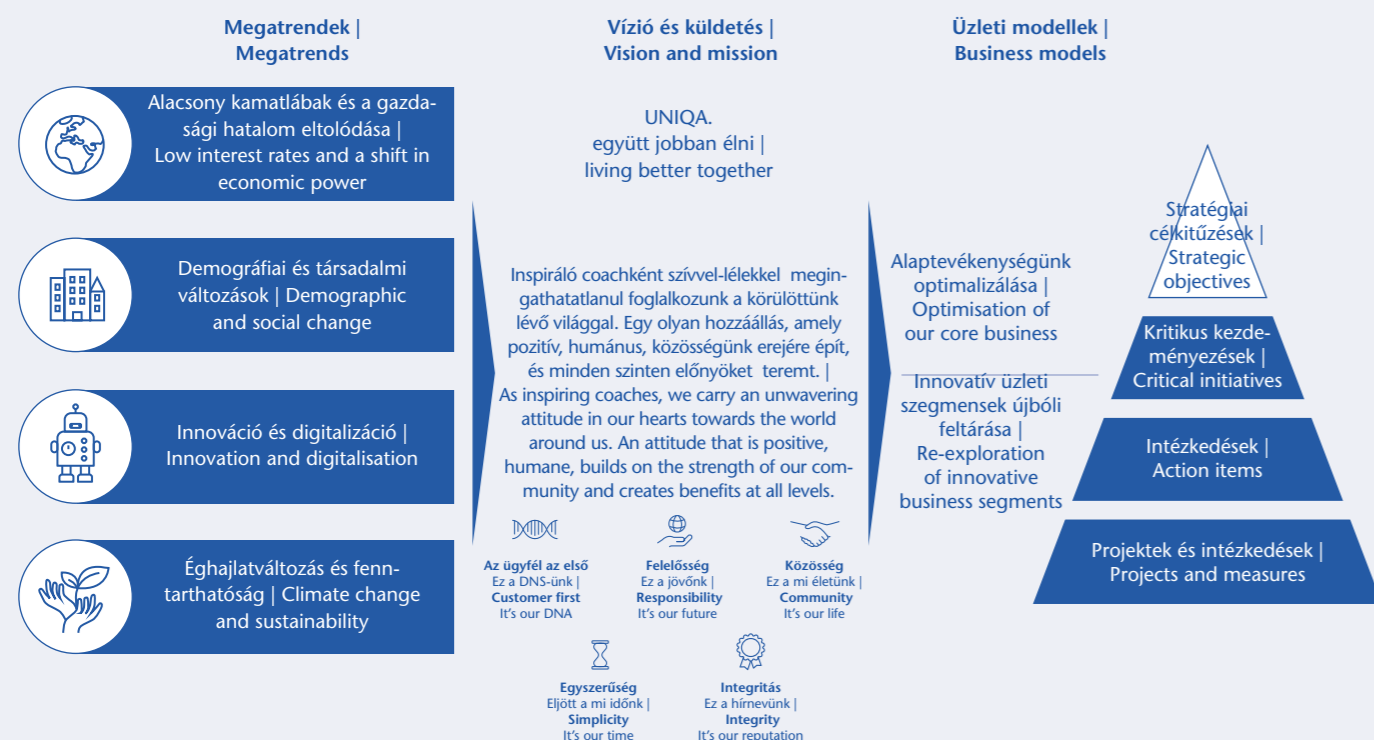 Megatrendek |
Megatrends
Alacsony kamatlábak és a gazda-
sági hatalom eltolódása |
Low interest rates and a shift in
economic power
Demográfiai és társadalmi
változások | Demographic
and social change
Innováció és digitalizáció |
Innovation and digitalisation
Éghajlatváltozás és fenn-
tarthatóság | Climate change
and sustainability
Vízió és küldetés |
Vision and mission
UNIQA.
együtt jobban élni |
living better together
Inspiráló coachként szívvel-lélekkel megin-
gathatatlanul foglalkozunk a körülöttünk
lévő világgal. Egy olyan hozzáállás, amely
pozitív, humánus, közösségünk erejére épít,
és minden szinten előnyöket teremt. |
As inspiring coaches, we carry an unwavering
attitude in our hearts towards the world
around us. An attitude that is positive,
humane, builds on the strength of our com-
munity and creates benefits at all levels.
Az ügyfél az első
Ez a DNS-ünk |
Customer first
It's our DNA
Felelősség
Ez a jövőnk |
Responsibility
It's our future
Közösség
Ez a mi életünk |
Community
It's our life
Egyszerűség
Eljött a mi időnk |
Simplicity
It's our time
Integritás
Ez a hírnevünk |
Integrity
It's our reputation
Üzleti modellek |
Business models
Alaptevékenységünk
optimalizálása |
Optimisation of
our core business
Innovatív üzleti
szegmensek újbóli
feltárása |
Re-exploration
of innovative
business segments
Stratégiai
célkitűzések |
Strategic
objectives
Kritikus kezde-
ményezések |
Critical initiatives
Intézkedések |
Action items
Projektek és intézkedések |
Projects and measures